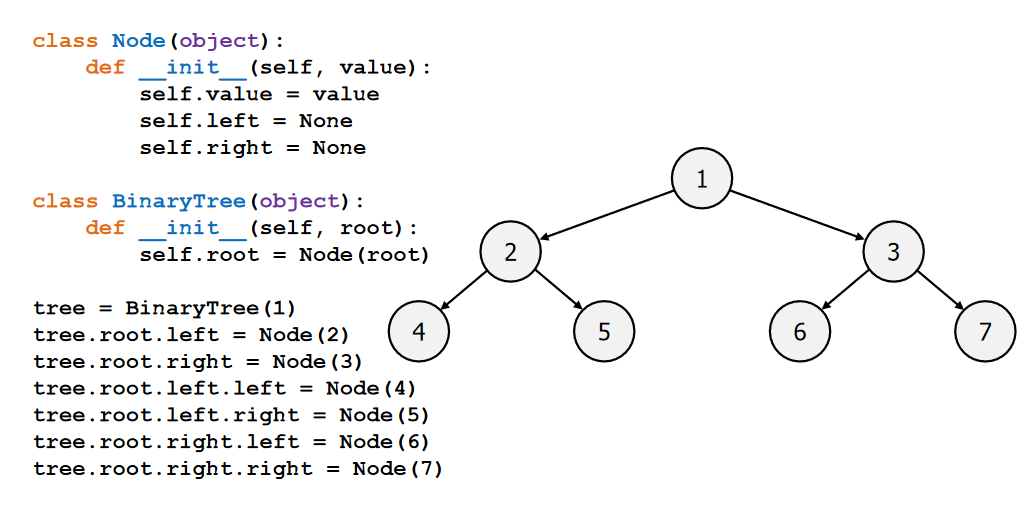 class Node(object):
    def __init__(self, value):
        self.value = value
        self.left = None
        self.right = None
class BinaryTree(object):
    def __init__(self, root):
        self.root = Node(root)
tree = BinaryTree(1)
tree.root.left = Node(2)
tree.root.right = Node(3)
tree.root.left.left = Node(4)
tree.root.left.right = Node(5)
tree.root.right.left = Node(6)
tree.root.right.right = Node(7)
1
2
3
4
5
6
7